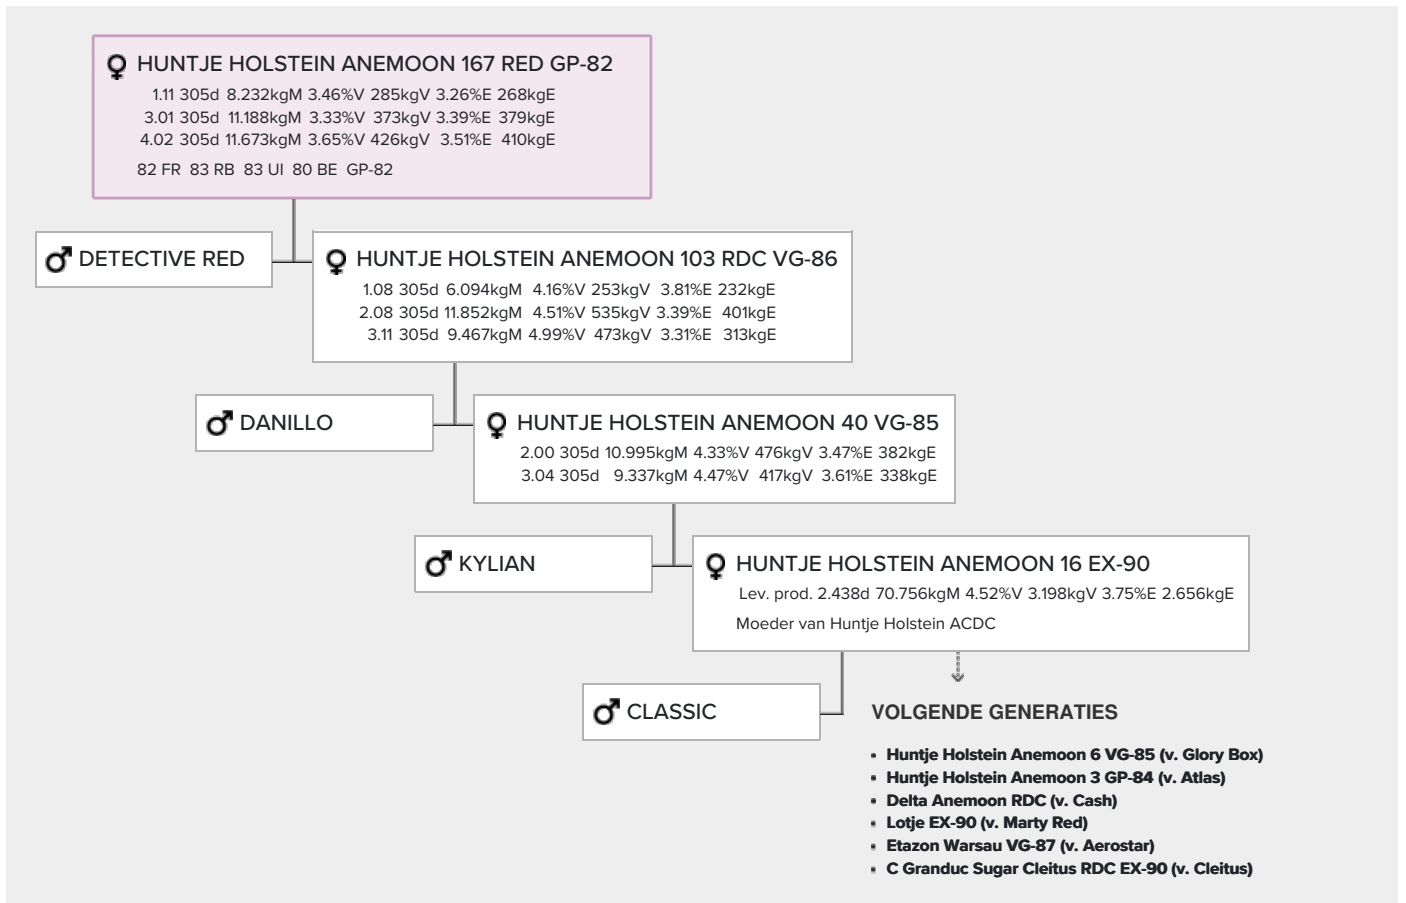 HUNTJE HOLSTEIN ANEMOON 167 RED GP-82
1.11 305d 8.232kgM 3.46%V 285kgV 3.26%E 268kgE
3.01 305d 11.188kgM 3.33%V 373kgV 3.39%E 379kgE
4.02 305d 11.673kgM 3.65%V 426kgV 3.51%E 410kgE
82 FR 83 RB 83 UI 80 BE GP-82
DETECTIVE RED
HUNTJE HOLSTEIN ANEMOON 103 RDC VG-86
1.08 305d 6.094kgM 4.16%V 253kgV 3.81%E 232kgE
2.08 305d 11.852kgM 4.51%V 535kgV 3.39%E 401kgE
3.11 305d 9.467kgM 4.99%V 473kgV 3.31%E 313kgE
DANILLO
HUNTJE HOLSTEIN ANEMOON 40 VG-85
2.00 305d 10.995kgM 4.33%V 476kgV 3.47%E 382kgE
3.04 305d 9.337kgM 4.47%V 417kgV 3.61%E 338kgE
KYLIAN
HUNTJE HOLSTEIN ANEMOON 16 EX-90
Lev. prod. 2.438d 70.756kgM 4.52%V 3.198kgV 3.75%E 2.656kgE
Moeder van Huntje Holstein ACDC
CLASSIC
VOLGENDE GENERATIES
• Huntje Holstein Anemoon 6 VG-85 (v. Glory Box)
• Huntje Holstein Anemoon 3 GP-84 (v. Atlas)
• Delta Anemoon RDC (v. Cash)
• Lotje EX-90 (v. Marty Red)
• Etazon Warsau VG-87 (v. Aerostar)
• C Granduc Sugar Cleitus RDC EX-90 (v. Cleitus)